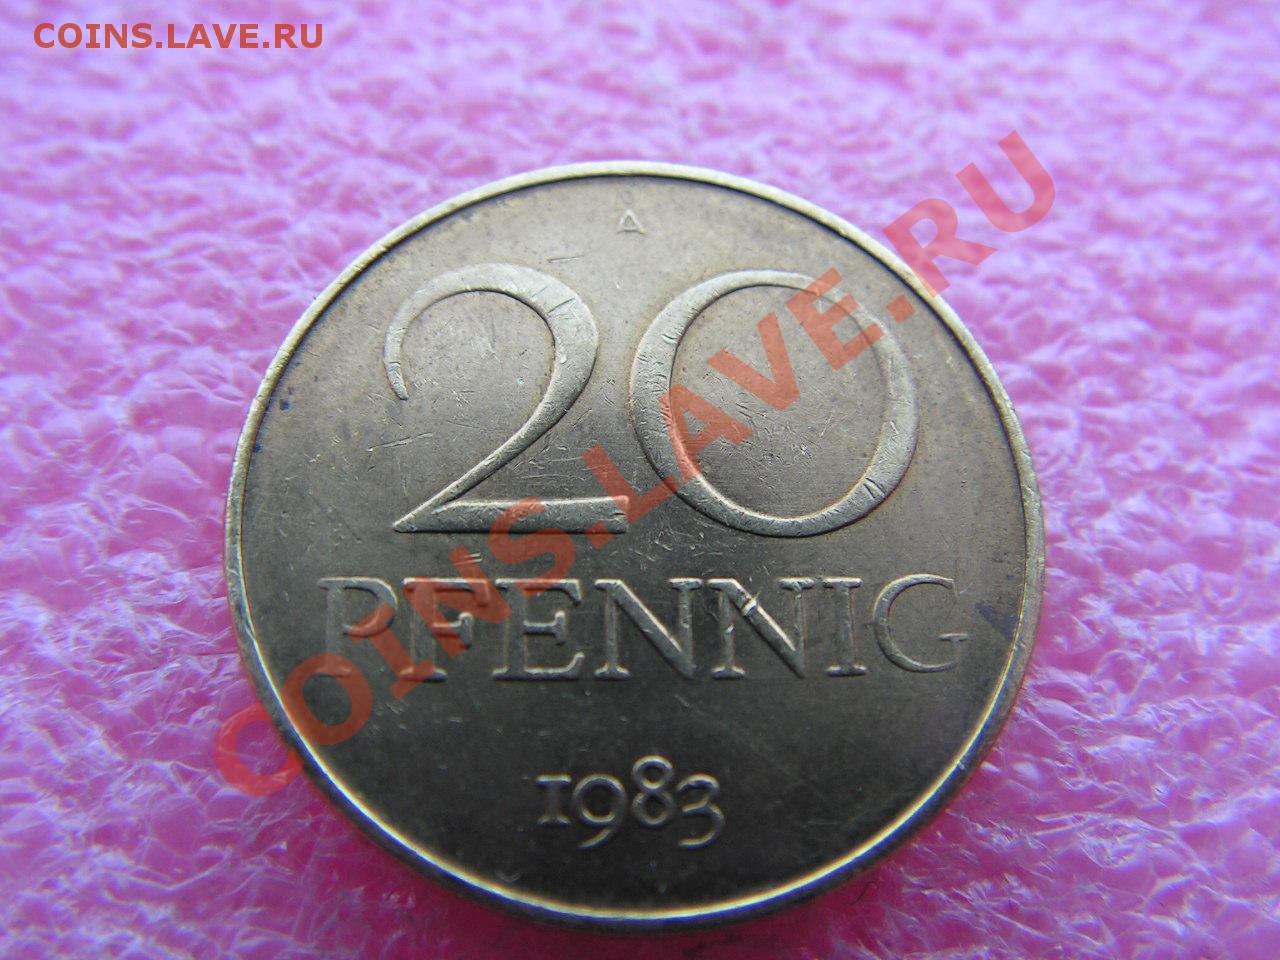 COINS.LAVE.RU
A
20
PFENNIG
1983
COINS.LAVE.RU